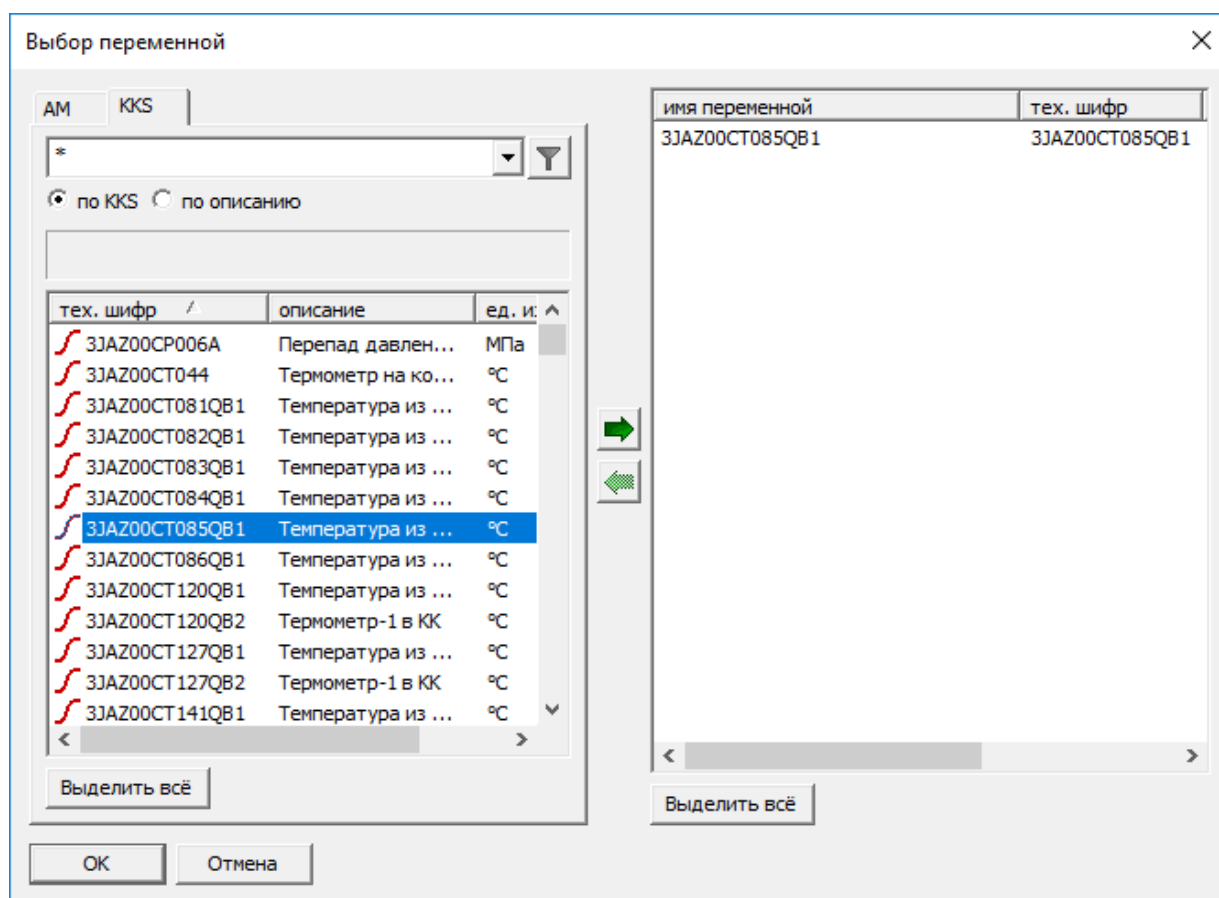 Выбор переменной
AM KKS
*
по KKS по описанию
тех. шифр описание ед. из
3JAZ00CP006A Перепад давлен... МПа
3JAZ00CT044 Термометр на ко... °C
3JAZ00CT081QB1 Температура из ... °C
3JAZ00CT082QB1 Температура из ... °C
3JAZ00CT083QB1 Температура из ... °C
3JAZ00CT084QB1 Температура из ... °C
3JAZ00CT085QB1 Температура из ... °C
3JAZ00CT086QB1 Температура из ... °C
3JAZ00CT120QB1 Температура из ... °C
3JAZ00CT120QB2 Термометр-1 в КК °C
3JAZ00CT127QB1 Температура из ... °C
3JAZ00CT127QB2 Термометр-1 в КК °C
3JAZ00CT141QB1 Температура из ... °C
Выделить всё
имя переменной тех. шифр
3JAZ00CT085QB1 3JAZ00CT085QB1
Выделить всё
OK Отмена